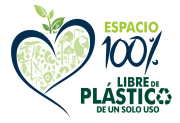 ESPACIO
100%
LIBRE DE
PLÁSTICO
DE UN SOLO USO